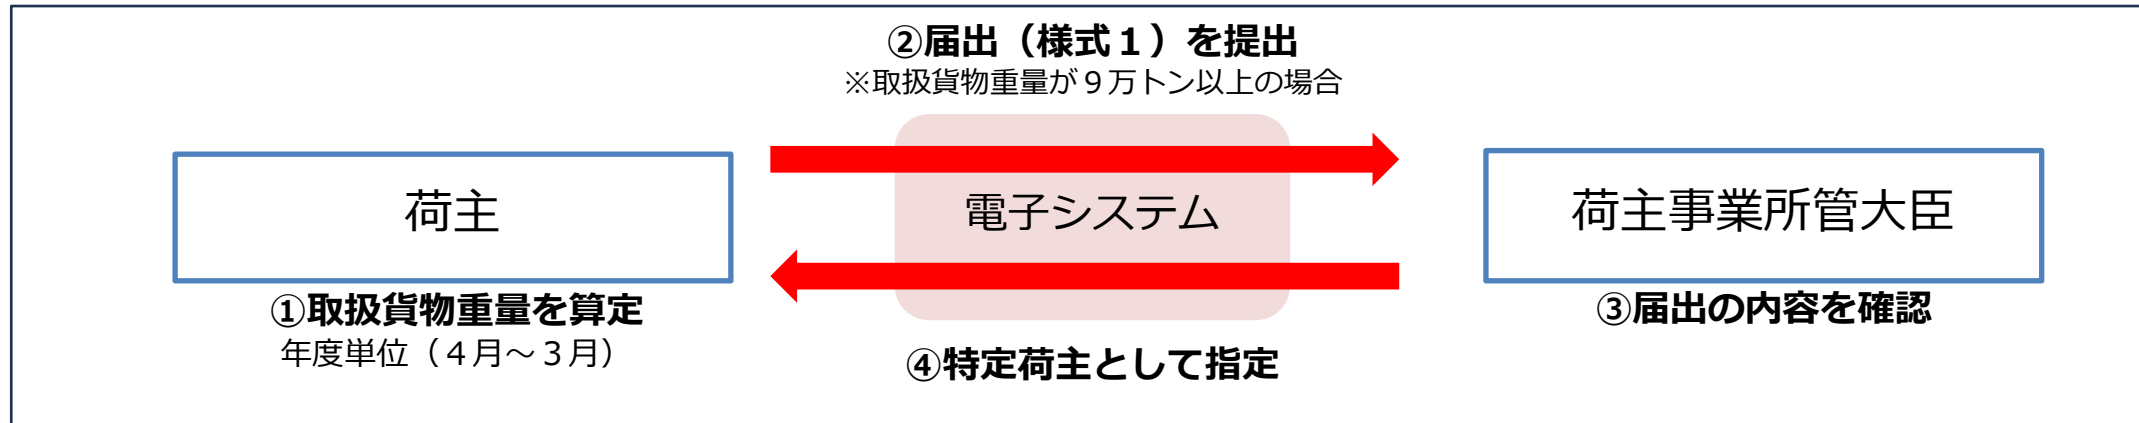 ②届出（様式１）を提出
※取扱貨物重量が９万トン以上の場合
荷主
電子システム
荷主事業所管大臣
①取扱貨物重量を算定
年度単位（４月～３月）
③届出の内容を確認
④特定荷主として指定